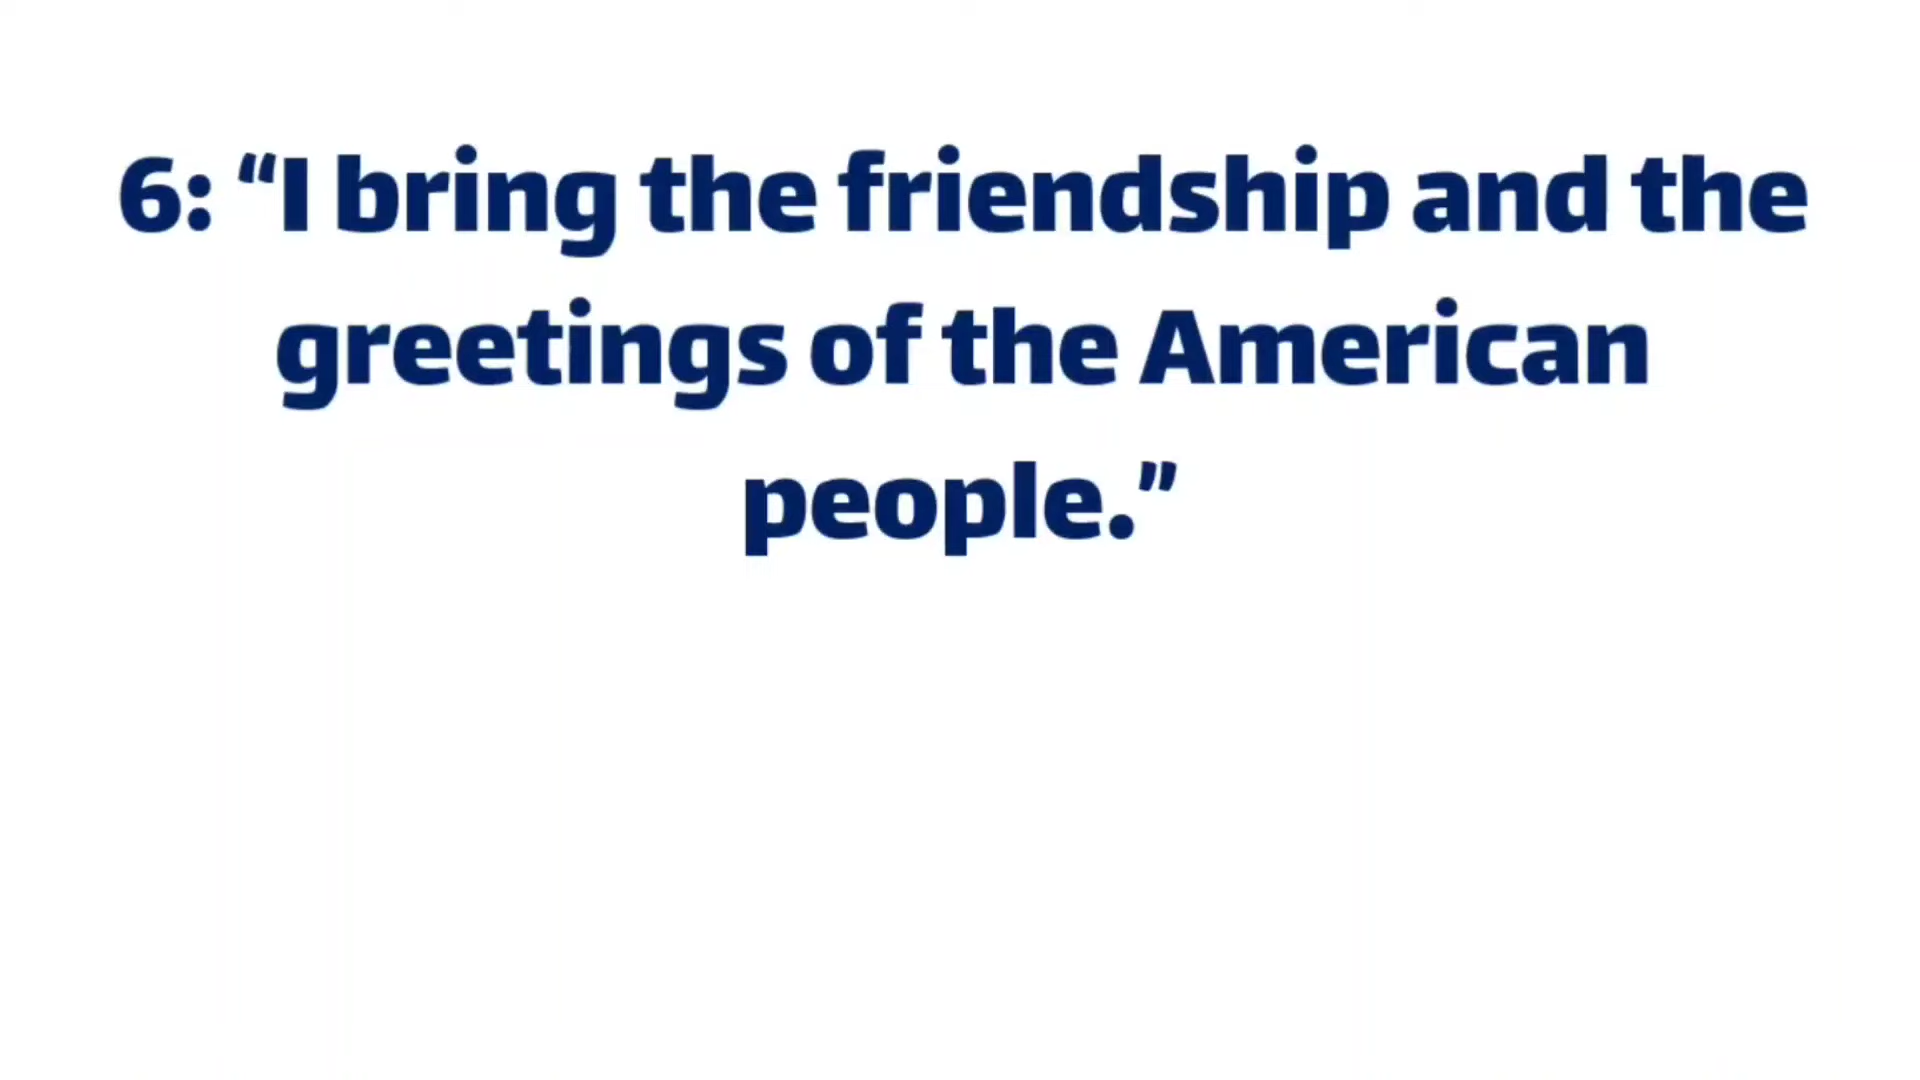 6: “I bring the friendship and the
greetings of the American
people.”